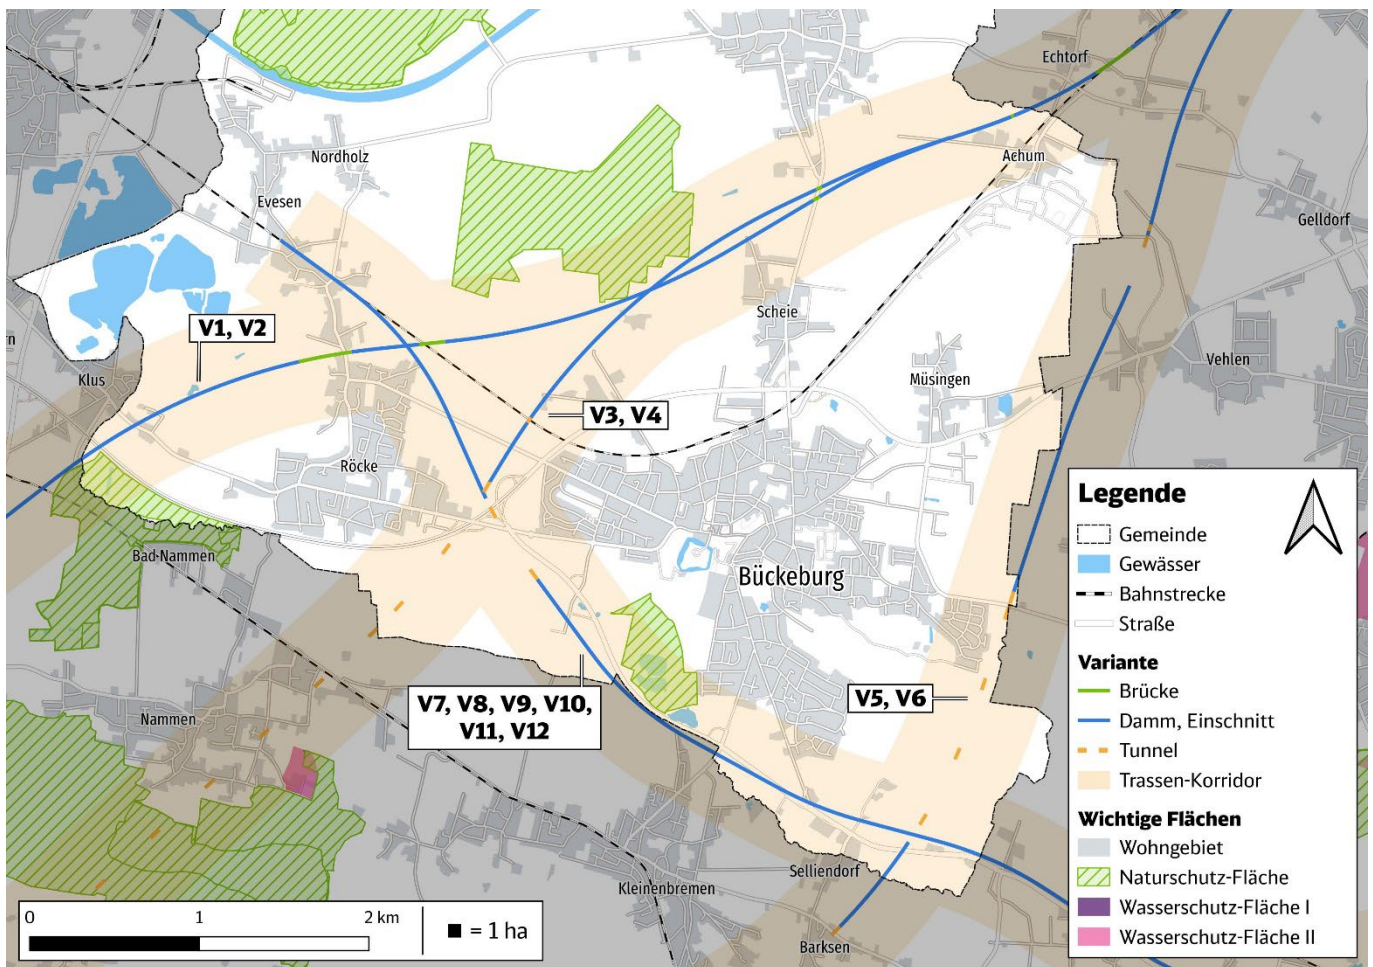 Echtorf
Nordholz
Achum
Evesen
Gelldorf
rn
V1, V2
Scheie
Klus
Vehlen
Müsingen
V3, V4
Röcke
Legende
Gemeinde
Gewässer
Bahnstrecke
Straße
Variante
Brücke
Damm, Einschnitt
Tunnel
Trassen-Korridor
Wichtige Flächen
Wohngebiet
Naturschutz-Fläche
Wasserschutz-Fläche I
Wasserschutz-Fläche II
Bad Nammen
Bückeburg
V7, V8, V9, V10,
V11, V12
V5, V6
Nammen
Selliendorf
Kleinenbremen
Barksen
0 1 2 km
= 1 ha